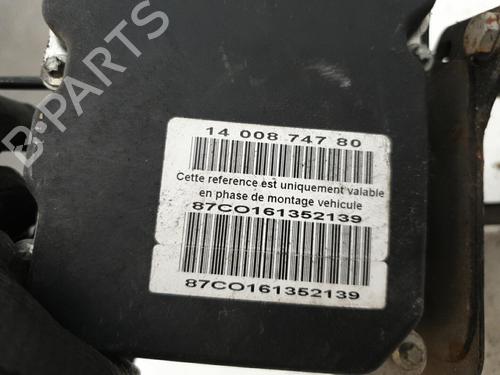 14 008 747 80
Cette reference est uniquement valable
en phase de montage vehicule
87CO161352139
87CO161352139
B-PARTS